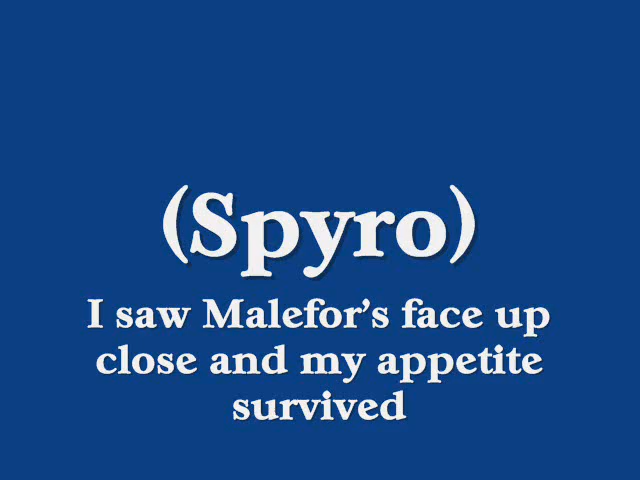 (Spyro)
I saw Malefor’s face up
close and my appetite
survived